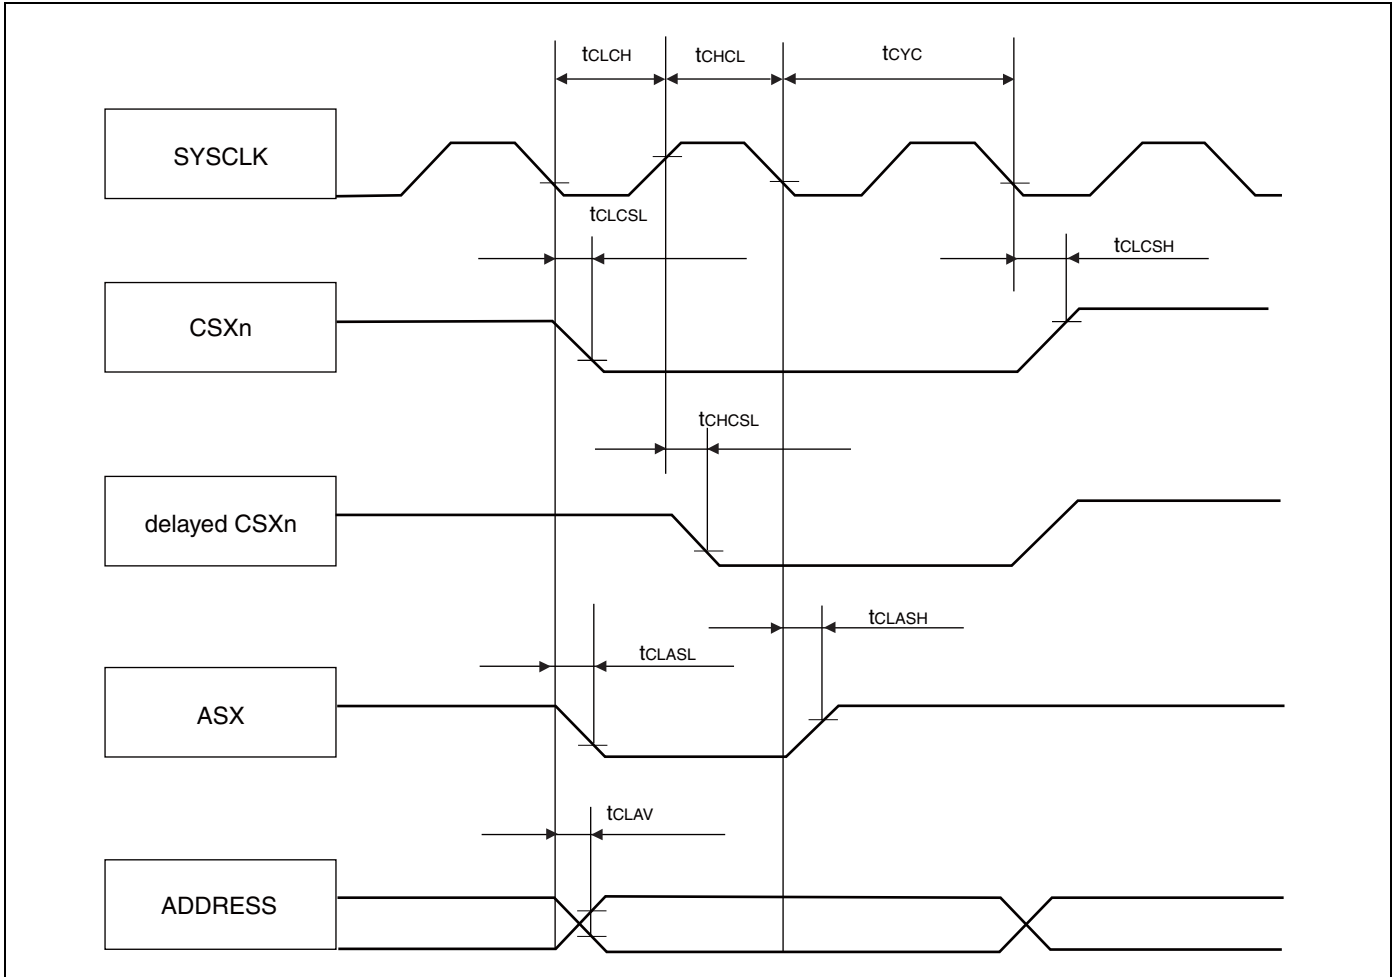 tCLCH
tCHCL
tCYC
SYSCLK
tCLCSL
tCLCSH
CSXn
tCHCSL
delayed CSXn
tCLASH
tCLASL
ASX
tCLAV
ADDRESS